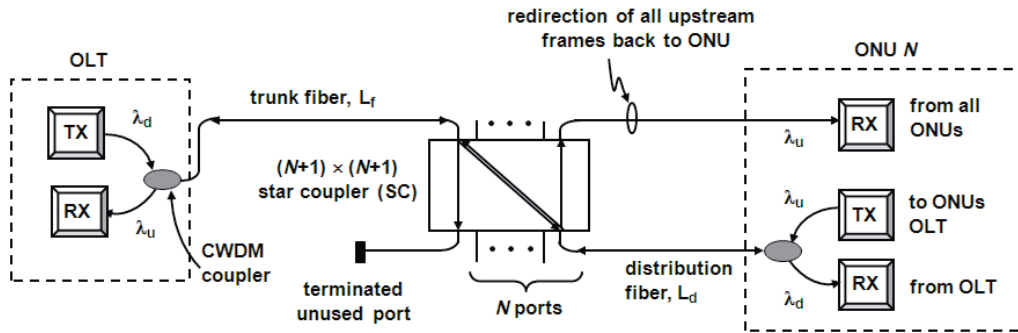 redirection of all upstream
frames back to ONU
OLT
ONU N
trunk fiber, Lf
TX
λd
RX
λu
CWDM
coupler
(N+1) × (N+1)
star coupler (SC)
• • •
terminated
unused port
• • •
N ports
distribution
fiber, Ld
RX
λu
from all
ONUs
λu
TX
to ONUs
OLT
λd
RX
from OLT